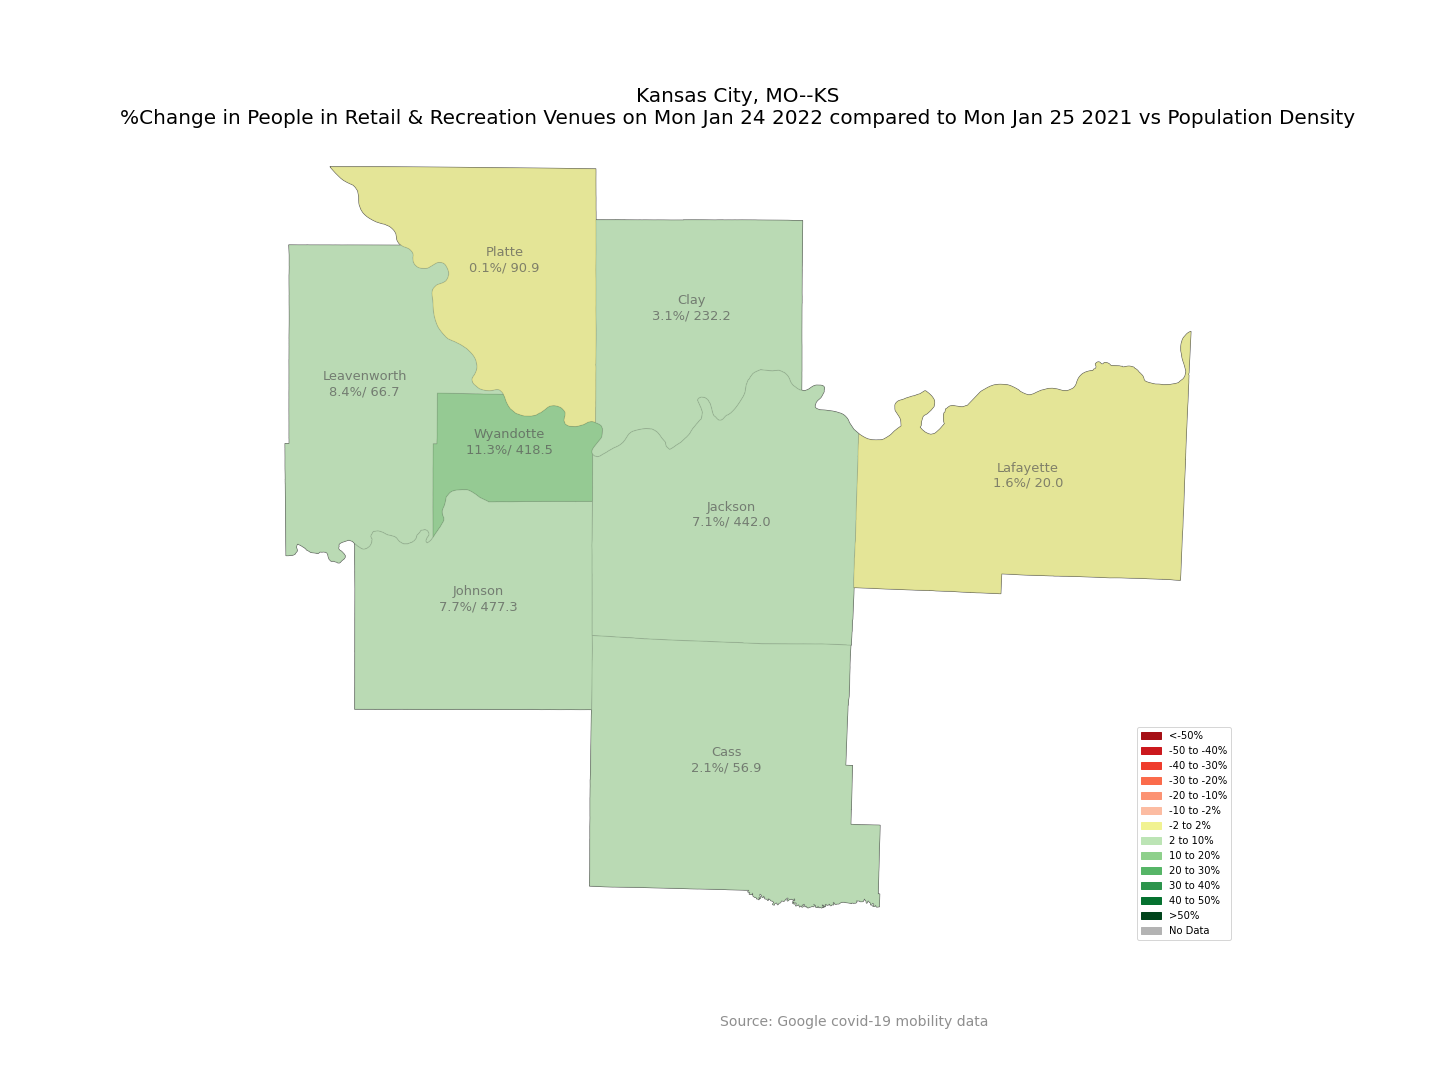 Kansas City, MO--KS
%Change in People in Retail & Recreation Venues on Mon Jan 24 2022 compared to Mon Jan 25 2021 vs Population Density
Platte
0.1%/ 90.9
Clay
3.1%/ 232.2
Leavenworth
8.4%/ 66.7
Wyandotte
11.3%/ 418.5
Lafayette
1.6%/ 20.0
Jackson
7.1%/ 442.0
Johnson
7.7%/ 477.3
Cass
2.1%/ 56.9
<-50%
-50 to -40%
-40 to -30%
-30 to -20%
-20 to -10%
-10 to -2%
-2 to 2%
2 to 10%
10 to 20%
20 to 30%
30 to 40%
40 to 50%
>50%
No Data
Source: Google covid-19 mobility data